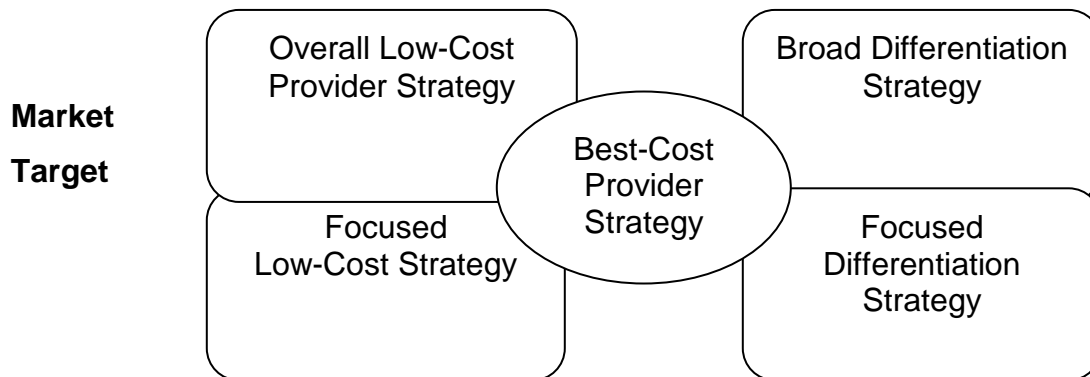 Overall Low-Cost
Provider Strategy
Broad Differentiation
Strategy
Market
Target
Best-Cost
Provider
Strategy
Focused
Low-Cost Strategy
Focused
Differentiation
Strategy